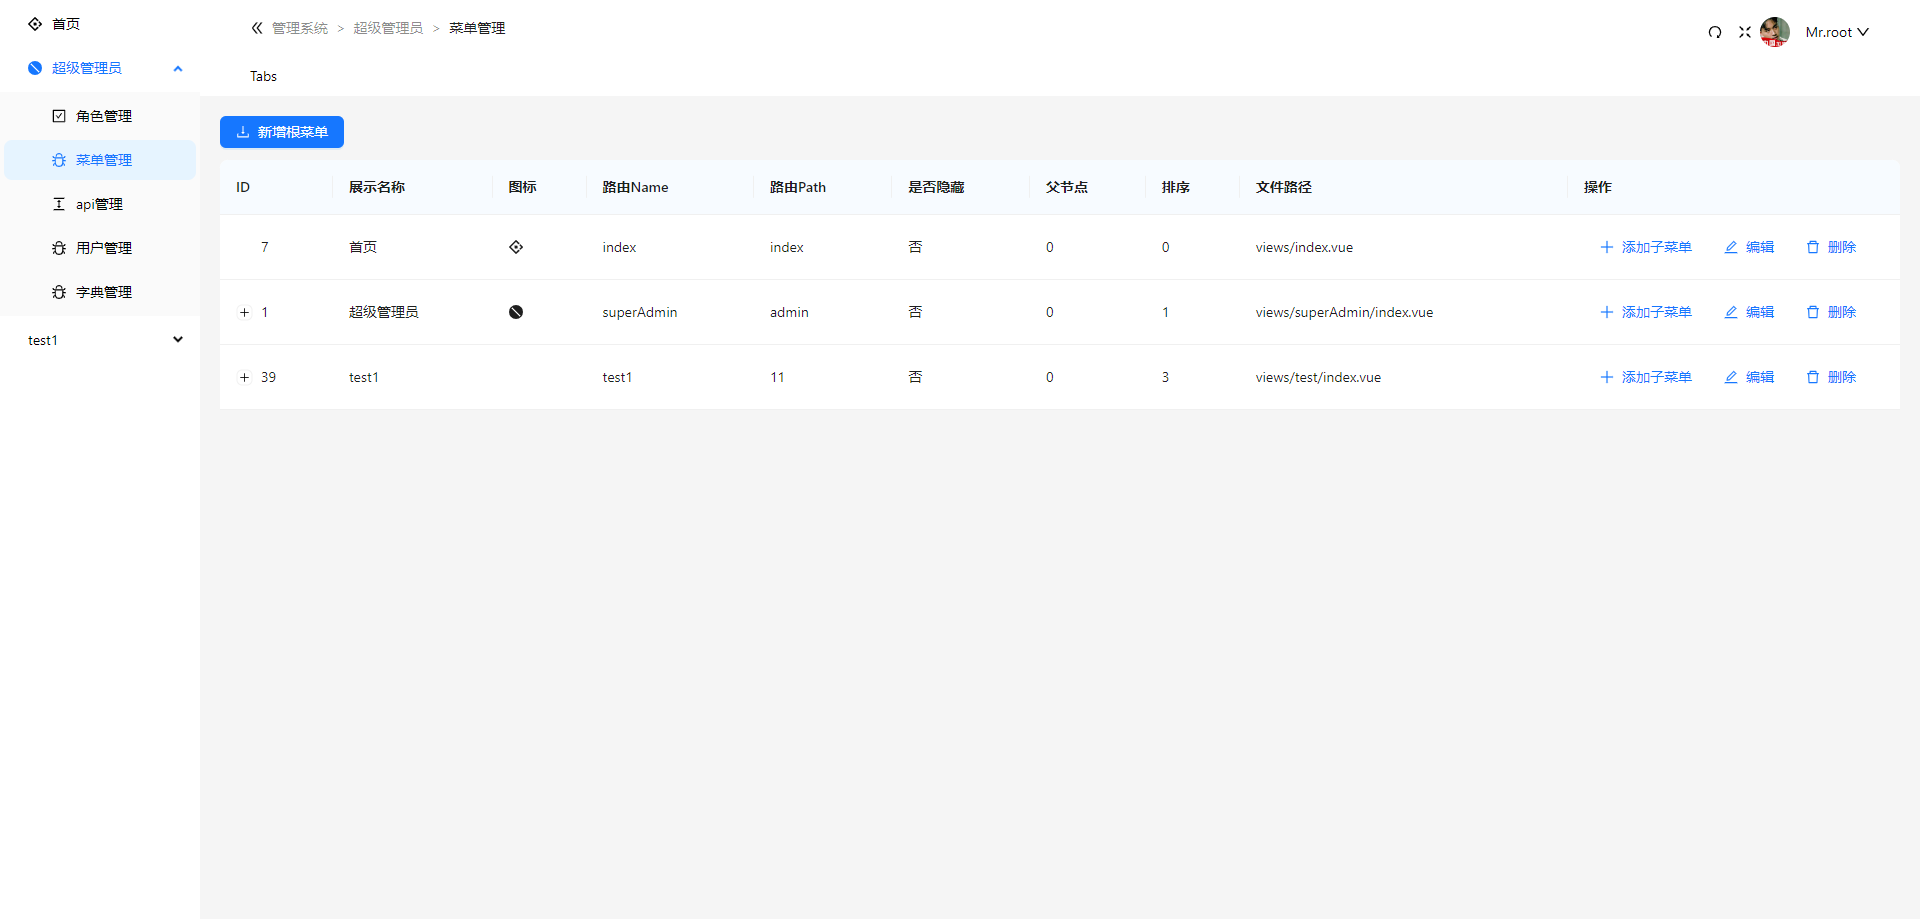 首页
超级管理员
角色管理
菜单管理
api管理
用户管理
字典管理
test1
管理系统 > 超级管理员 > 菜单管理
Mr.root
Tabs
新增根菜单
ID 展示名称 图标 路由Name 路由Path 是否隐藏 父节点 排序 文件路径 操作
7 首页 index index 否 0 0 views/index.vue 添加子菜单 编辑 删除
1 超级管理员 superAdmin admin 否 0 1 views/superAdmin/index.vue 添加子菜单 编辑 删除
39 test1 test1 11 否 0 3 views/test/index.vue 添加子菜单 编辑 删除